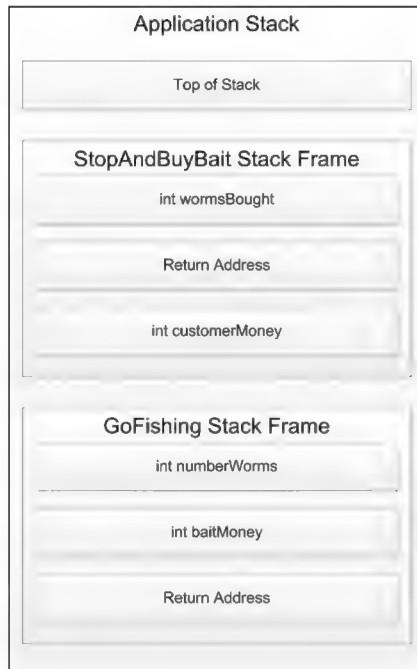 Application Stack
Top of Stack
StopAndBuyBait Stack Frame
int wormsBought
Return Address
int customerMoney
GoFishing Stack Frame
int numberWorms
int baitMoney
Return Address